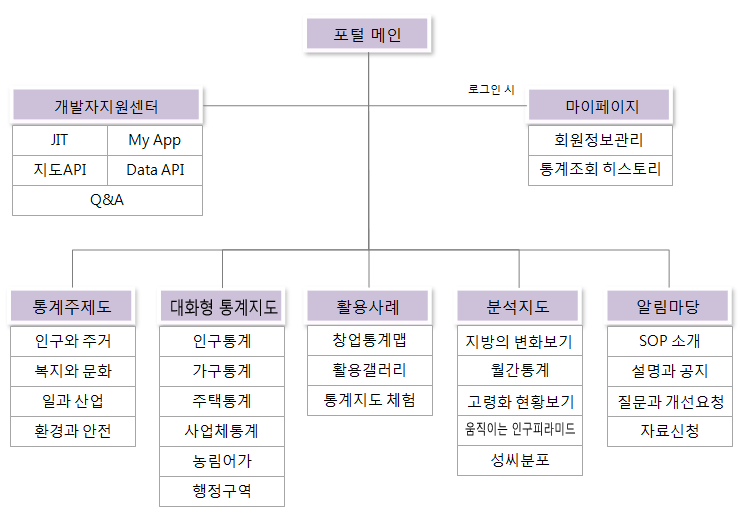 포털 메인
로그인 시
개발자지원센터
JIT
My App
지도API
Data API
Q&A
마이페이지
회원정보관리
통계조회 히스토리
통계주제도
인구와 주거
복지와 문화
일과 산업
환경과 안전
대화형 통계지도
인구통계
가구통계
주택통계
사업체통계
농림어가
행정구역
활용사례
창업통계맵
활용갤러리
통계지도 체험
분석지도
지방의 변화보기
월간통계
고령화 현황보기
움직이는 인구피라미드
성씨분포
알림마당
SOP 소개
설명과 공지
질문과 개선요청
자료신청